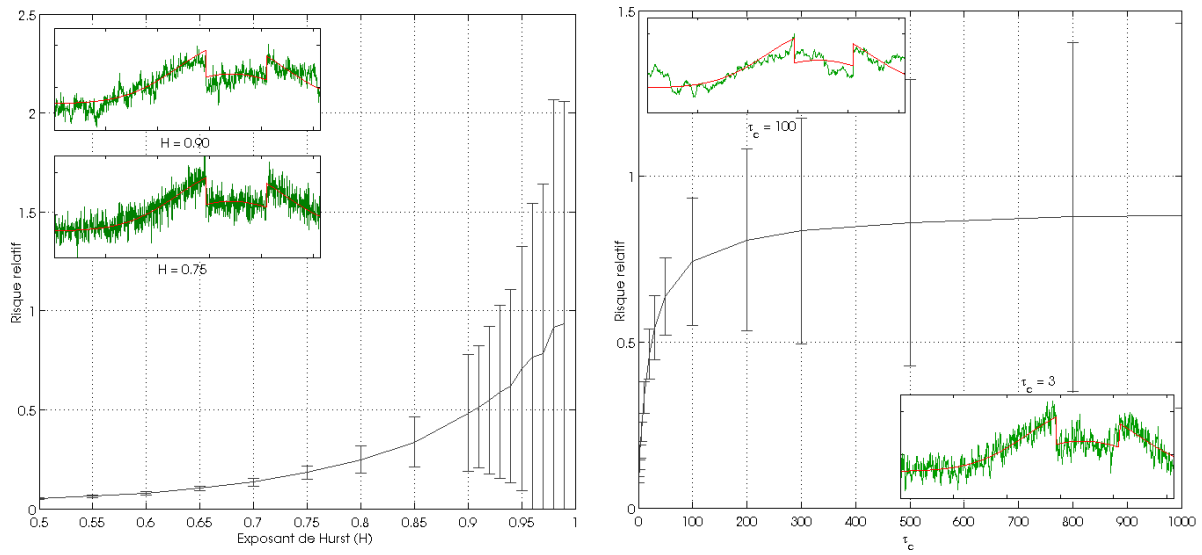 2.5
2
1.5
1
0.5
0
Risque relatif
H = 0.90
H = 0.75
0.5 0.55 0.6 0.65 0.7 0.75 0.8 0.85 0.9 0.95 1
Exposant de Hurst (H)
1.5
1
0.5
0
Risque relatif
τc = 100
τc = 3
0 100 200 300 400 500 600 700 800 900 1000
τc